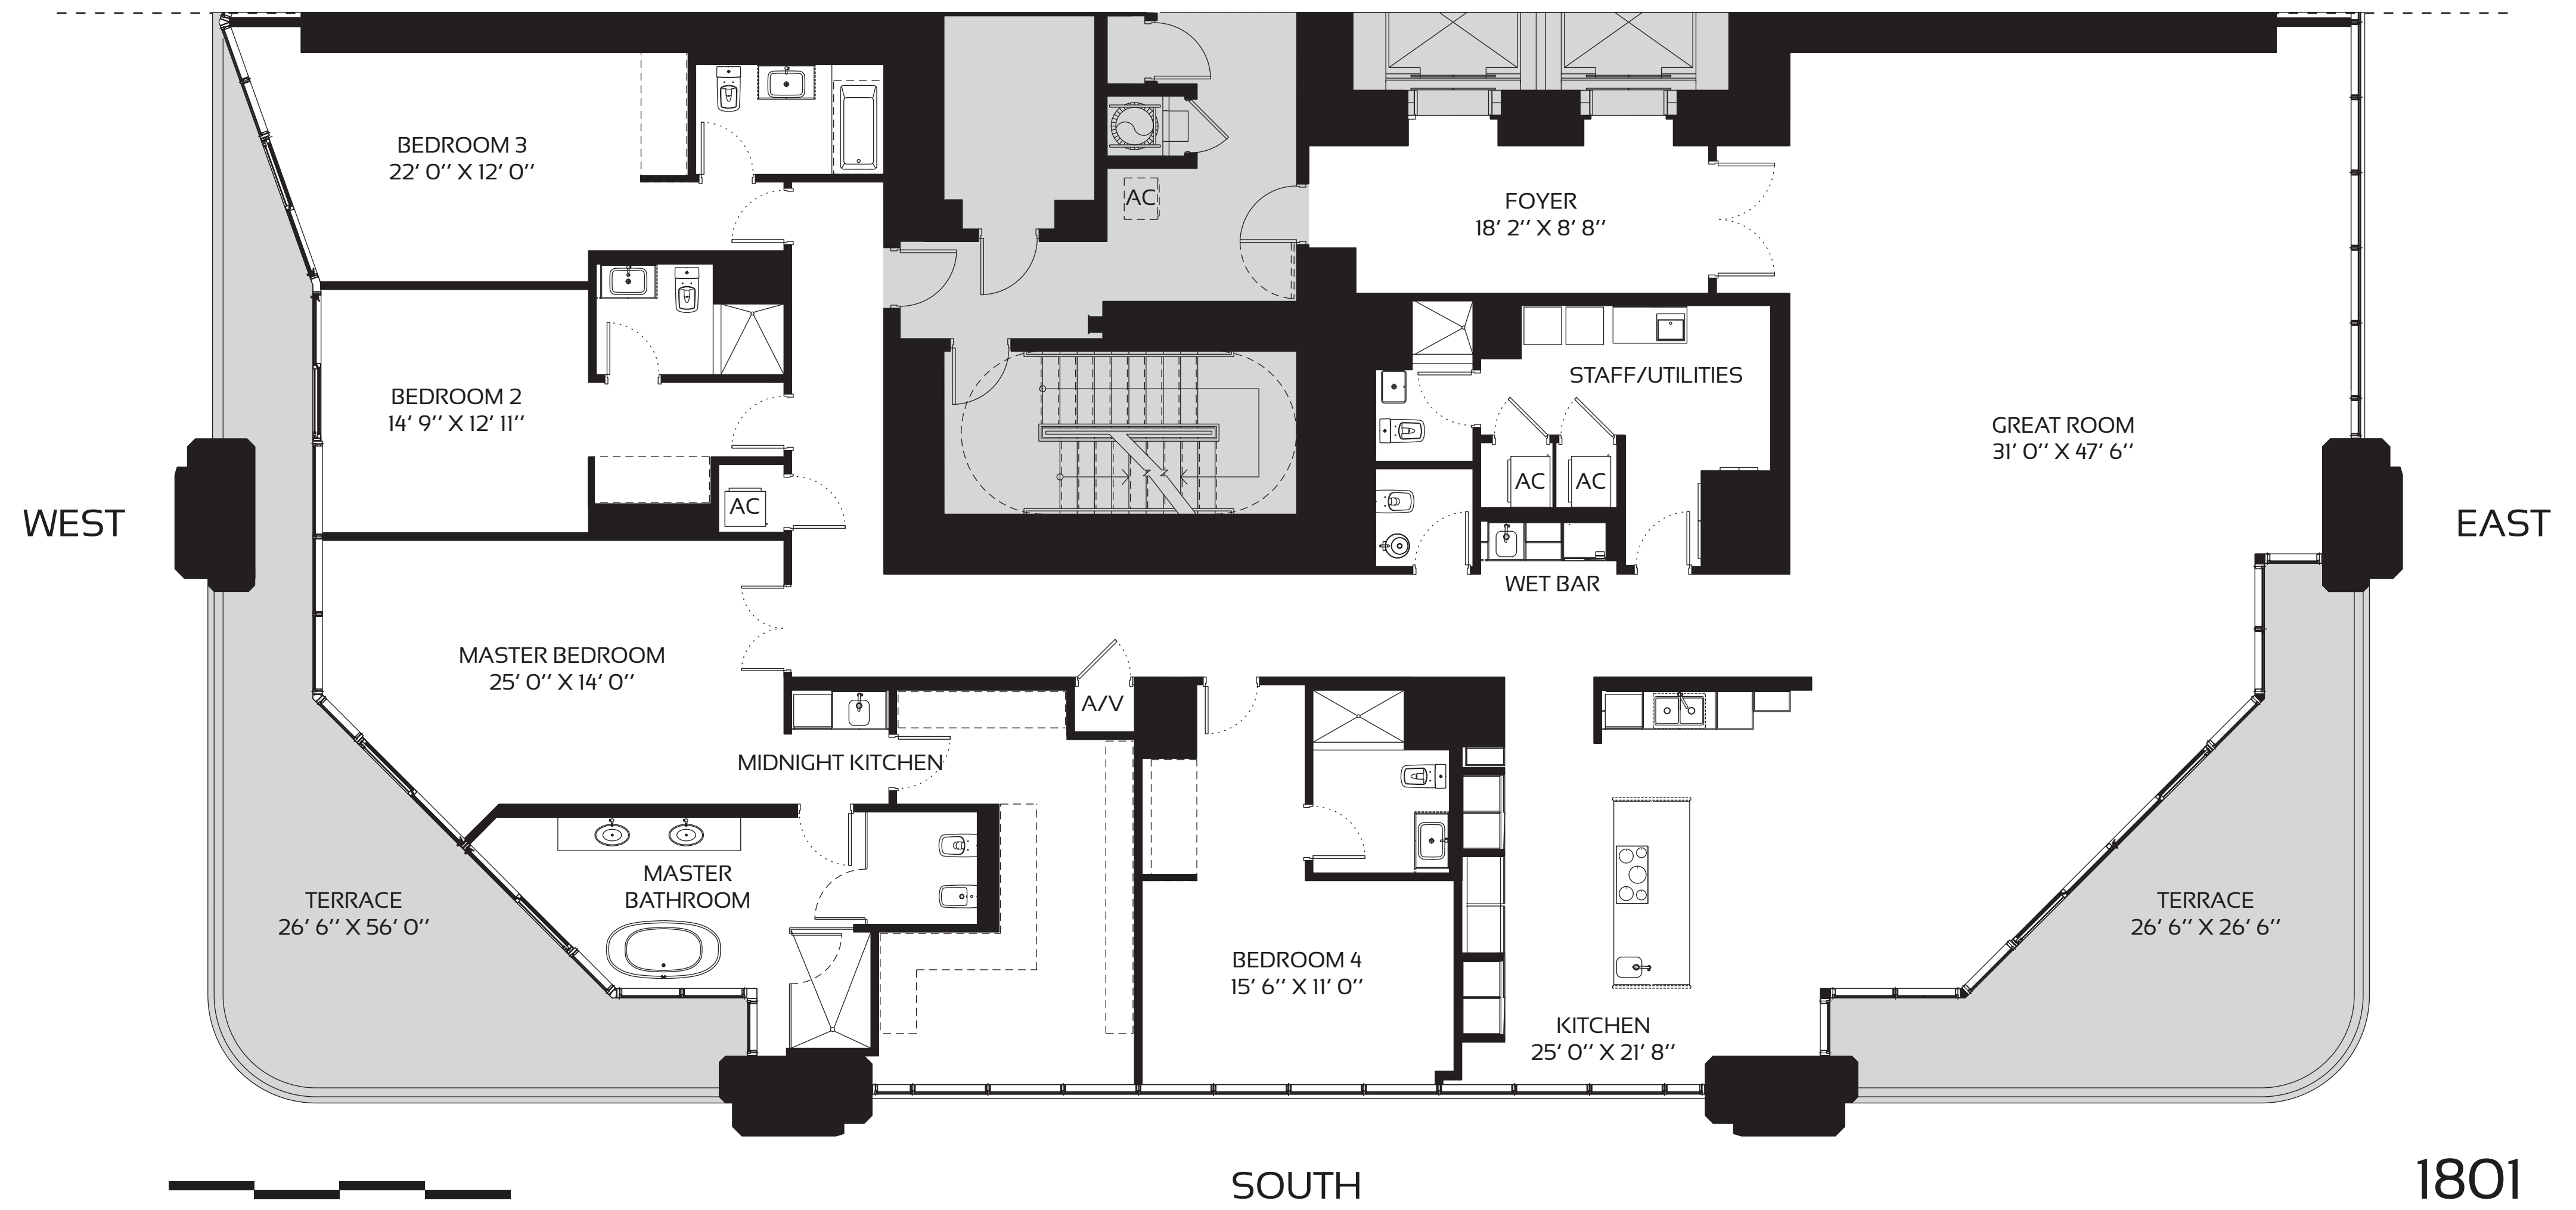 BEDROOM 3
22' 0'' X 12' 0''
AC
FOYER
18' 2'' X 8' 8''
BEDROOM 2
14' 9'' X 12' 11''
STAFF/UTILITIES
GREAT ROOM
31' 0'' X 47' 6''
AC
AC
AC
WEST
EAST
WET BAR
MASTER BEDROOM
25' 0'' X 14' 0''
A/V
MIDNIGHT KITCHEN
MASTER
BATHROOM
TERRACE
26' 6'' X 56' 0''
TERRACE
26' 6'' X 26' 6''
BEDROOM 4
15' 6'' X 11' 0''
KITCHEN
25' 0'' X 21' 8''
SOUTH
1801